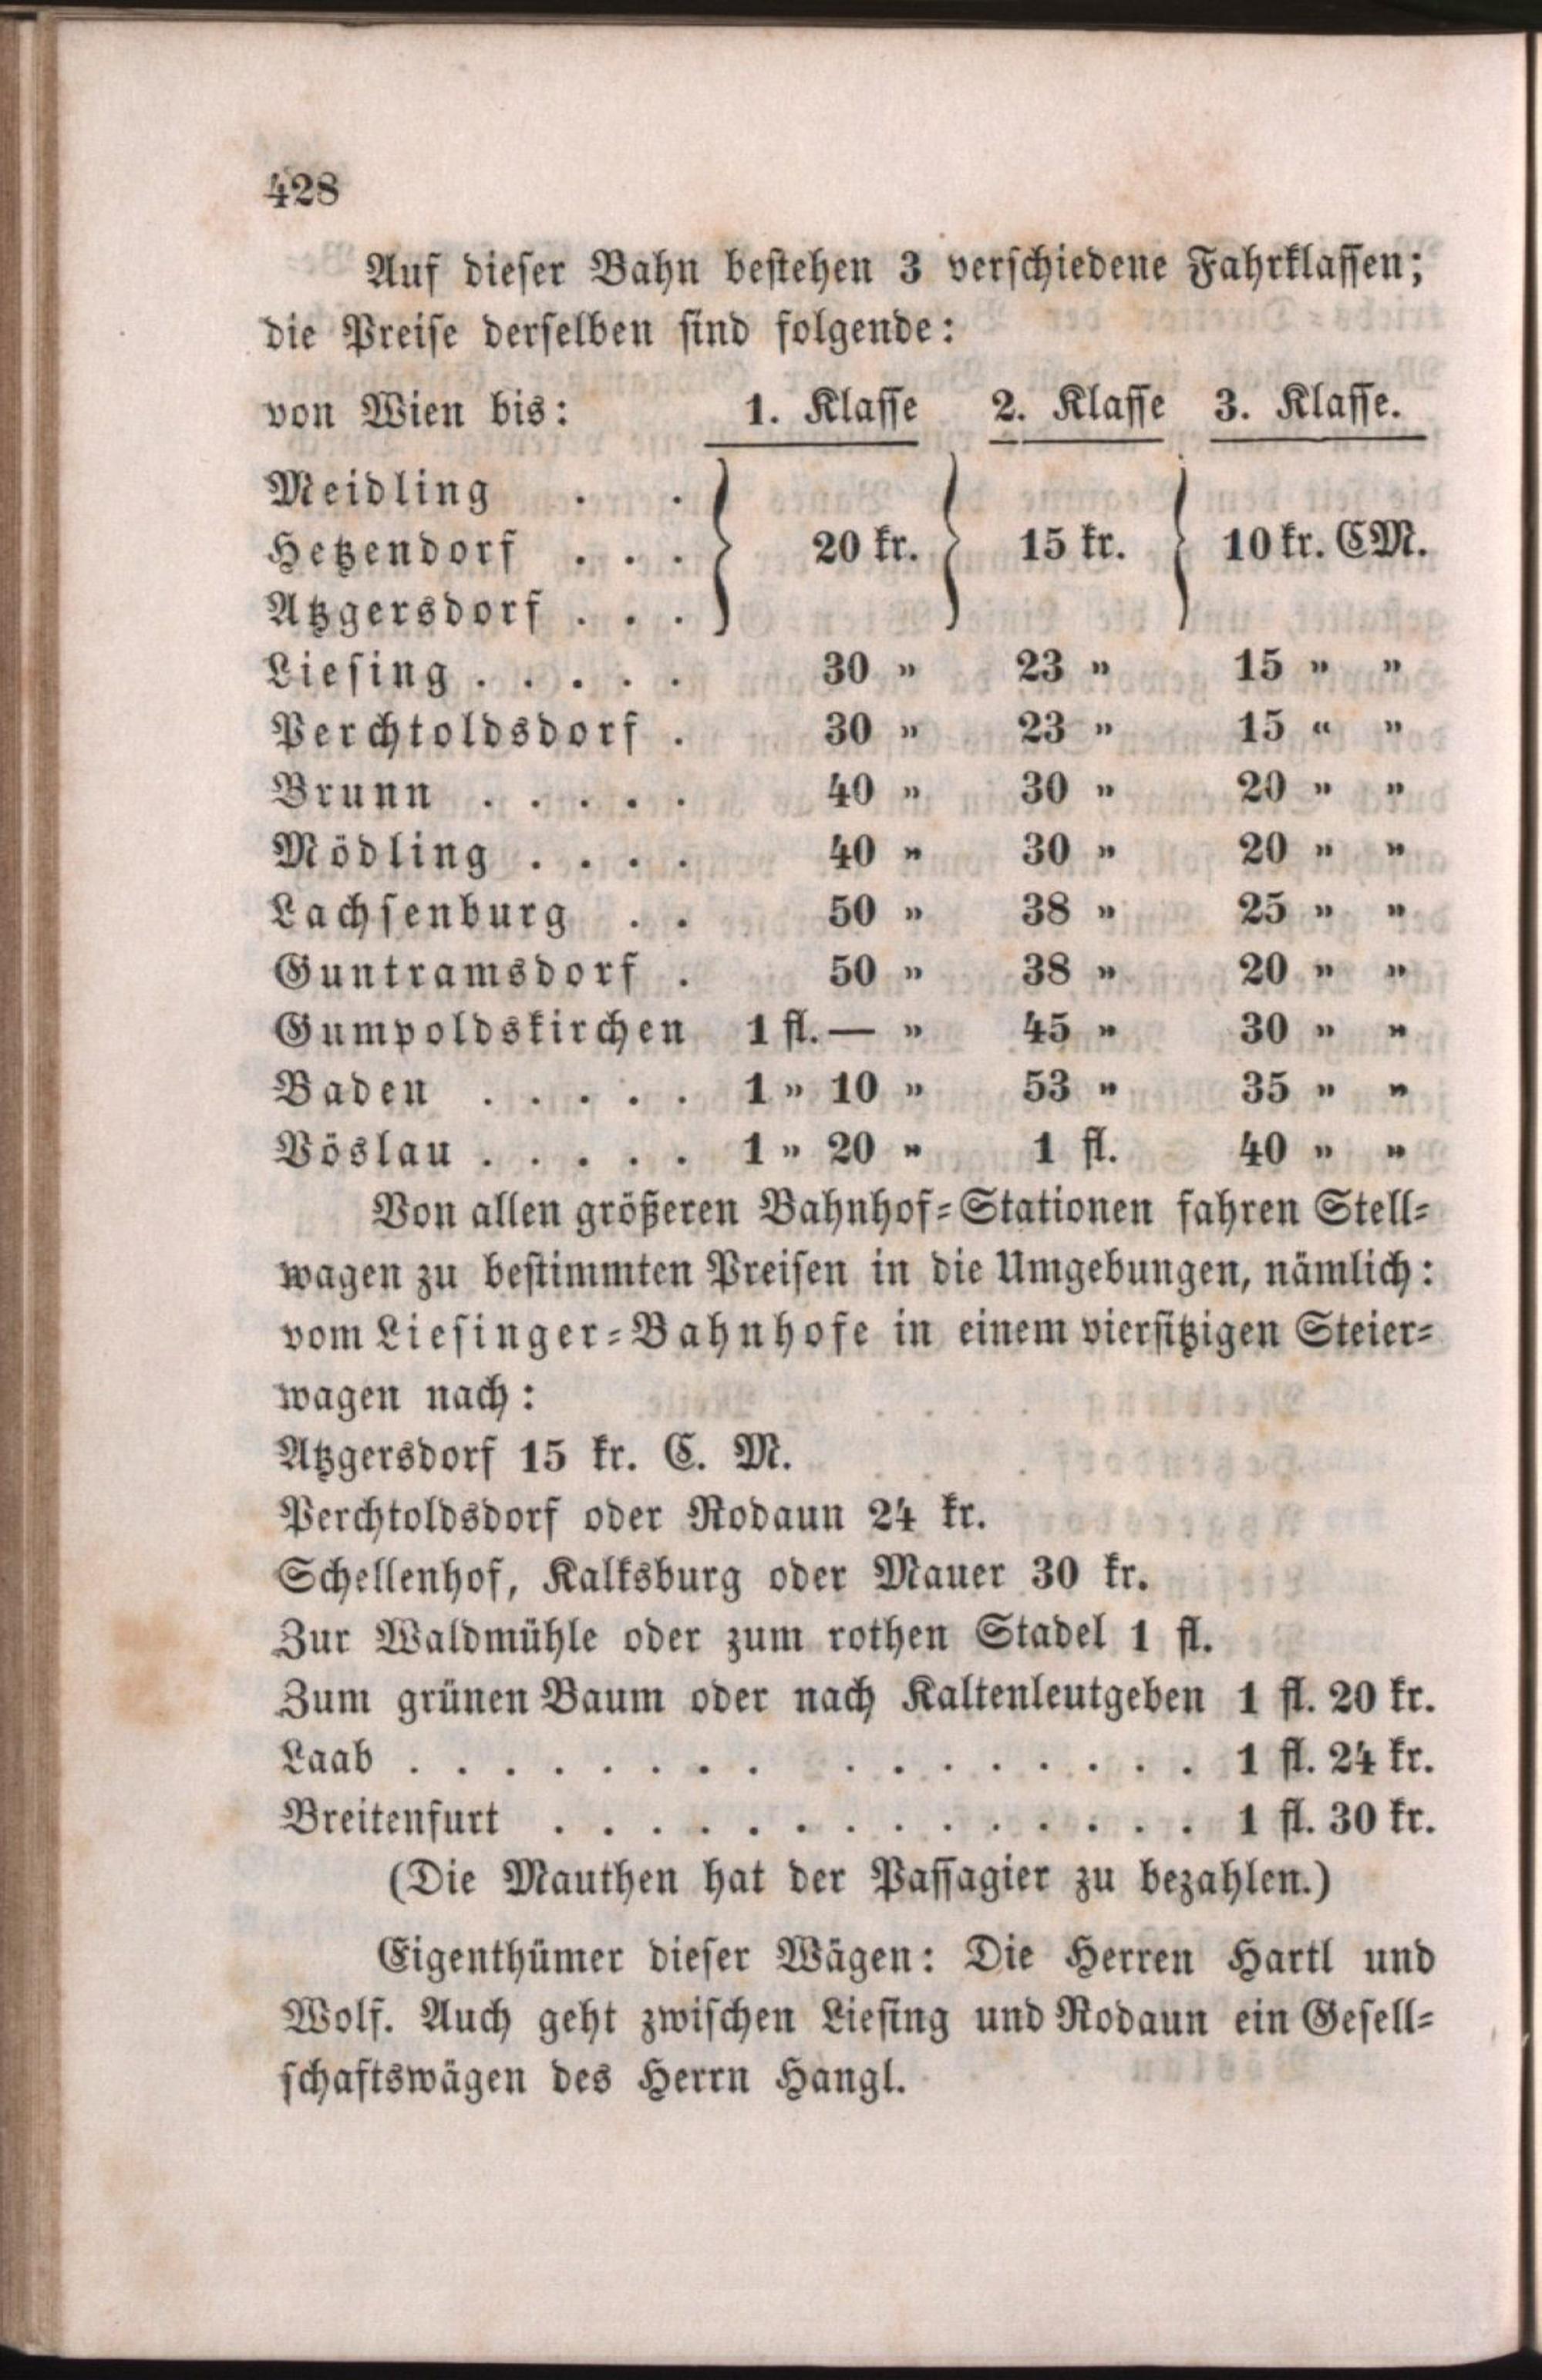 428
Auf dieser Bahn bestehen 3 verschiedene Fahrklassen;
die Preise derselben sind folgende:
von Wien bis: 1. Klasse 2. Klasse 3. Klasse.
Meidling . .
Hetzendorf . . . } 20 kr. } 15 kr. } 10 kr. CM.
Atzgersdorf . . .
Liesing . . . . . 30 „ 23 „ 15 „ „
Perchtoldsdorf . 30 „ 23 „ 15 “ „
Brunn . . . . . 40 „ 30 „ 20 „ „
Mödling . . . . 40 „ 30 „ 20 „ „
Lachsenburg . . 50 „ 38 „ 25 „ „
Guntramsdorf . 50 „ 38 „ 20 „ „
Gumpoldskirchen 1 fl. — „ 45 „ 30 „ „
Baden . . . . . 1 „ 10 „ 53 „ 35 „ „
Vöslau . . . . . 1 „ 20 „ 1 fl. 40 „ „
Von allen größeren Bahnhof-Stationen fahren Stell-
wagen zu bestimmten Preisen in die Umgebungen, nämlich:
vom Liesinger-Bahnhofe in einem viersitzigen Steier-
wagen nach:
Atzgersdorf 15 kr. C. M.
Perchtoldsdorf oder Rodaun 24 kr.
Schellenhof, Kalksburg oder Mauer 30 kr.
Zur Waldmühle oder zum rothen Stadel 1 fl.
Zum grünen Baum oder nach Kaltenleutgeben 1 fl. 20 kr.
Laab . . . . . . . . . . . . . . . . 1 fl. 24 kr.
Breitenfurt . . . . . . . . . . . . . . 1 fl. 30 kr.
(Die Mauthen hat der Passagier zu bezahlen.)
Eigenthümer dieser Wägen: Die Herren Hartl und
Wolf. Auch geht zwischen Liesing und Rodaun ein Gesell-
schaftswägen des Herrn Hangl.